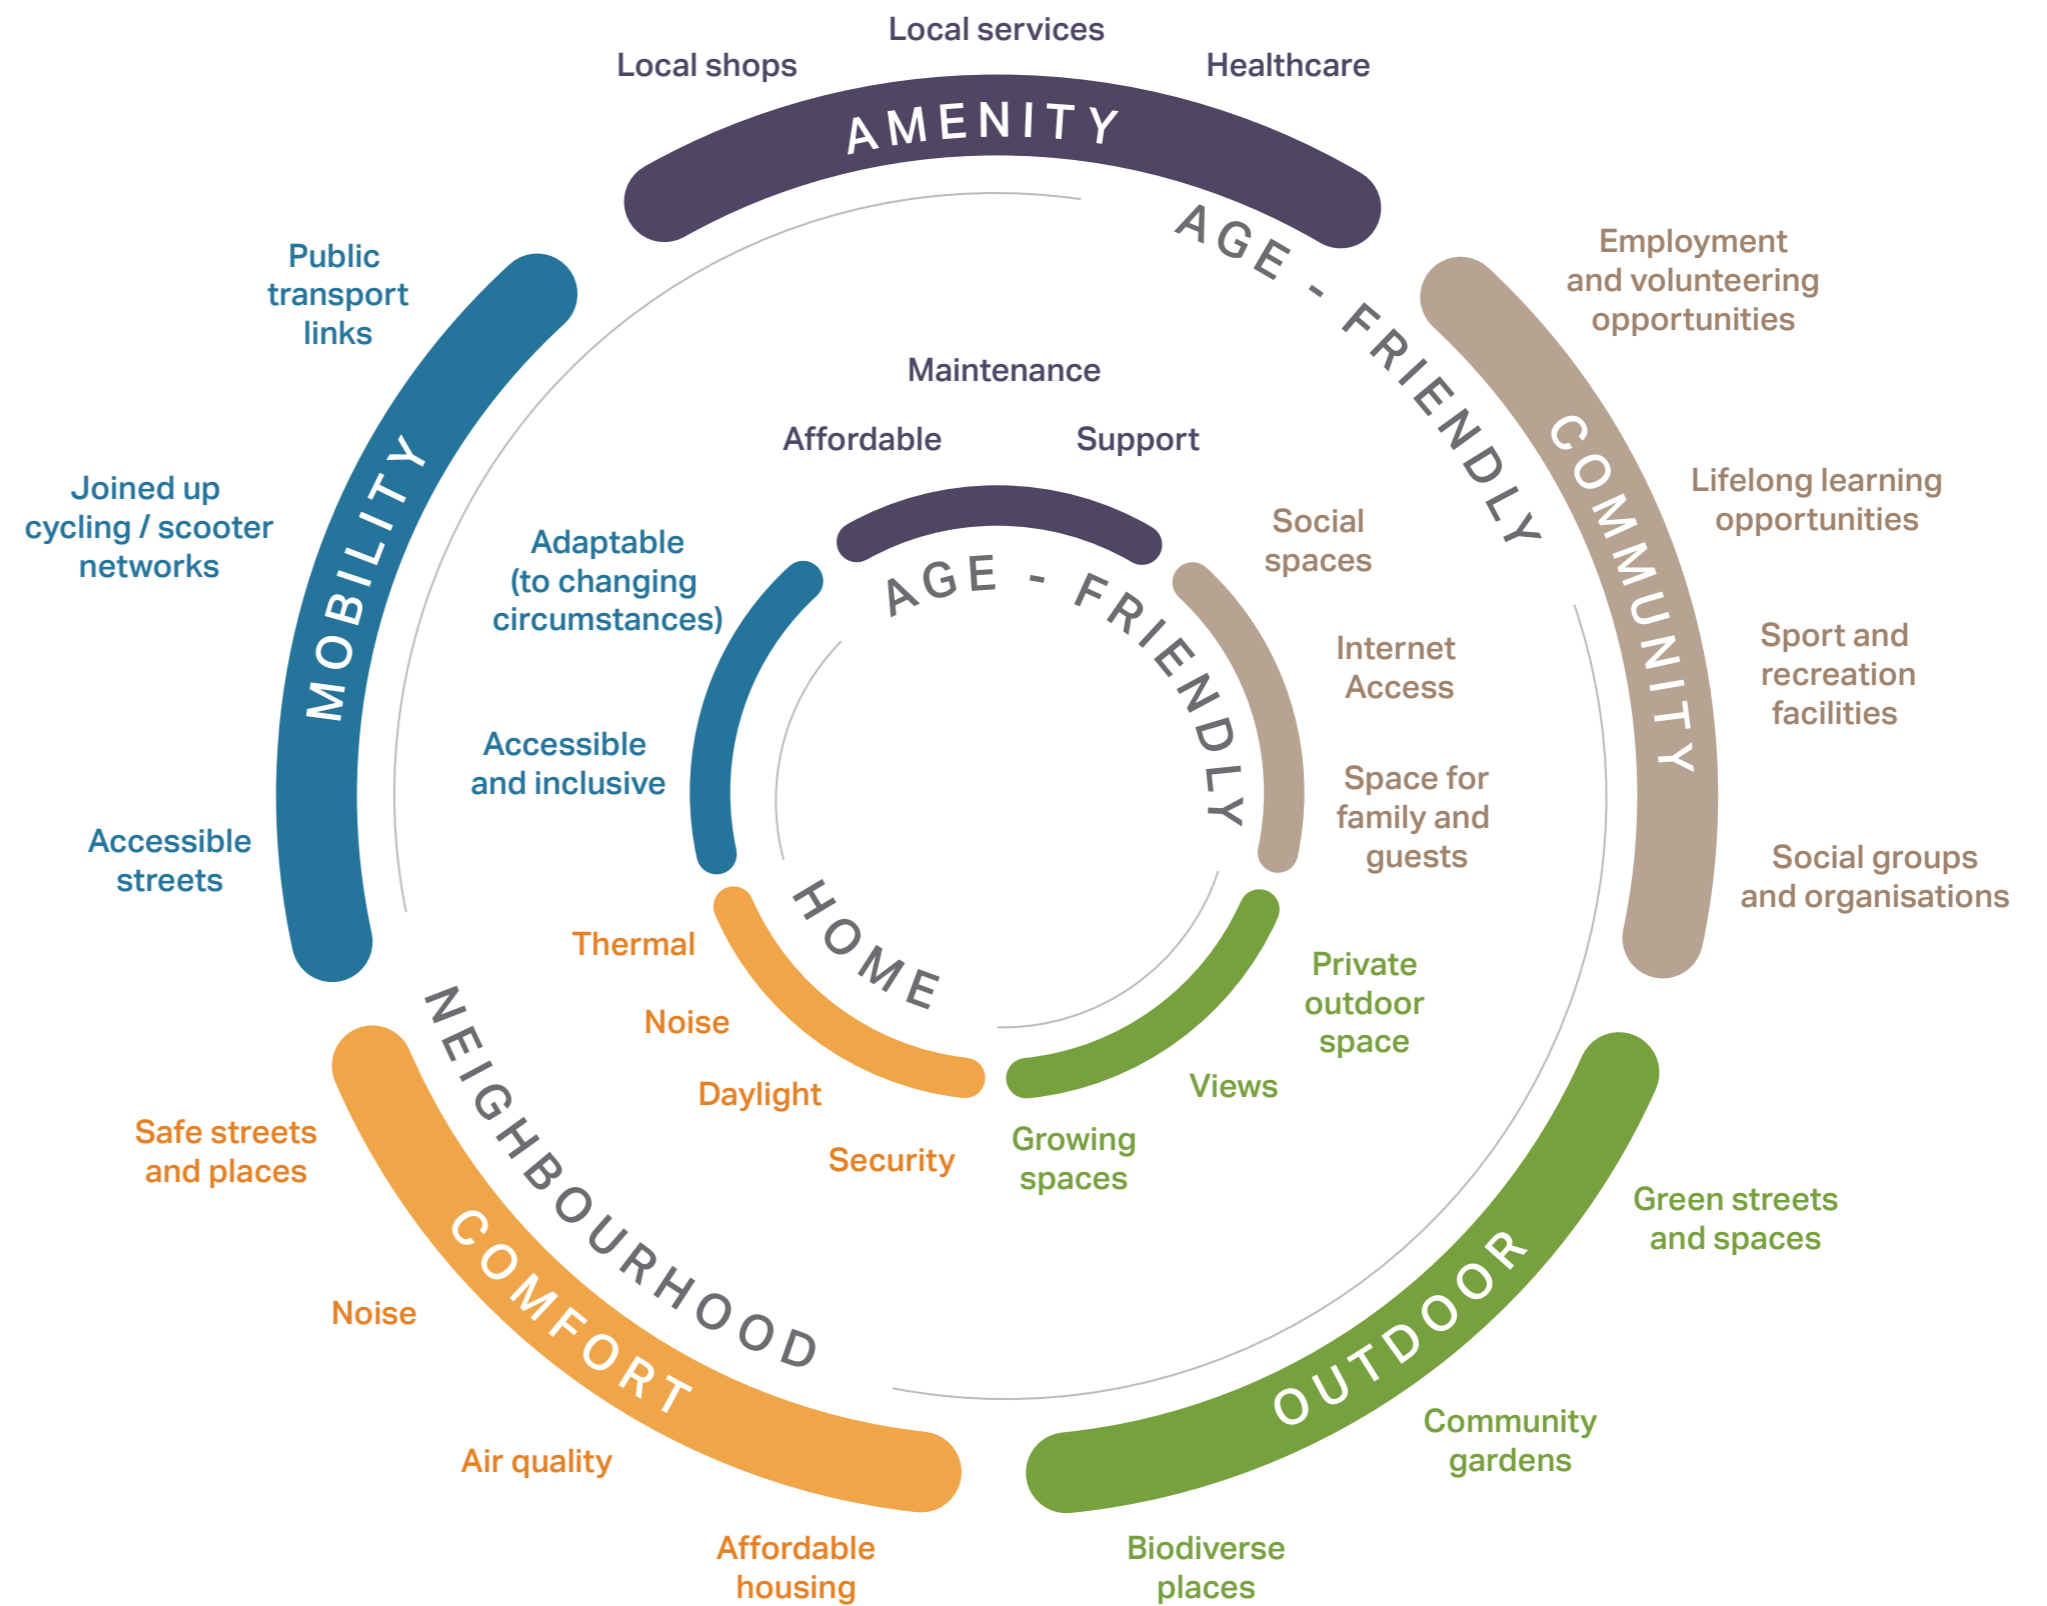 Local services
Local shops
Healthcare
AMENITY
AGE - FRIENDLY
Public
transport
links
Joined up
cycling / scooter
networks
Accessible
streets
MOBILITY
Employment
and volunteering
opportunities
Lifelong learning
opportunities
Sport and
recreation
facilities
Social groups
and organisations
COMMUNITY
Maintenance
Affordable
Support
AGE - FRIENDLY
Adaptable
(to changing
circumstances)
Accessible
and inclusive
Social
spaces
Internet
Access
Space for
family and
guests
HOME
Thermal
Noise
Daylight
Security
Private
outdoor
space
Views
Growing
spaces
NEIGHBOURHOOD
COMFORT
Safe streets
and places
Noise
Air quality
Affordable
housing
OUTDOOR
Green streets
and spaces
Community
gardens
Biodiverse
places